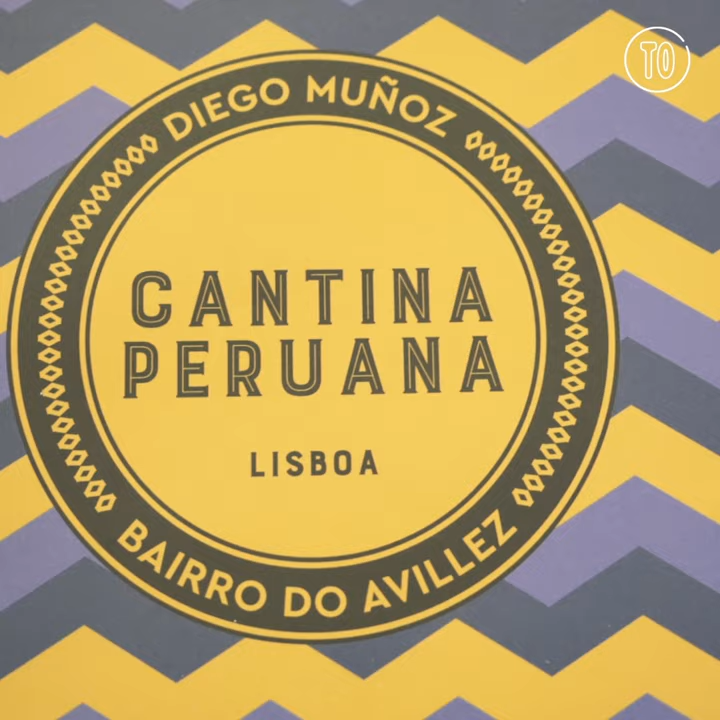 TO
DIEGO MUÑOZ
CANTINA
PERUANA
LISBOA
BAIRRO DO AVILLEZ